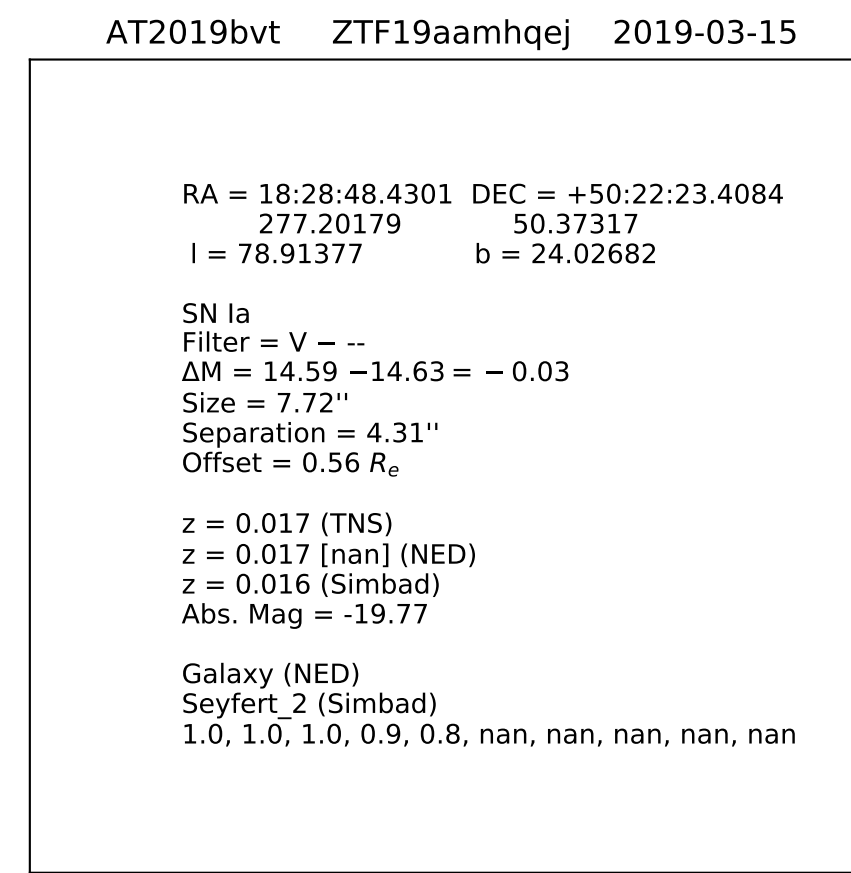 AT2019bvt ZTF19aamhqej 2019-03-15
RA = 18:28:48.4301 DEC = +50:22:23.4084
277.20179 50.37317
l = 78.91377 b = 24.02682
SN Ia
Filter = V − --
ΔM = 14.59 −14.63 = − 0.03
Size = 7.72''
Separation = 4.31''
Offset = 0.56 Re
z = 0.017 (TNS)
z = 0.017 [nan] (NED)
z = 0.016 (Simbad)
Abs. Mag = -19.77
Galaxy (NED)
Seyfert_2 (Simbad)
1.0, 1.0, 1.0, 0.9, 0.8, nan, nan, nan, nan, nan